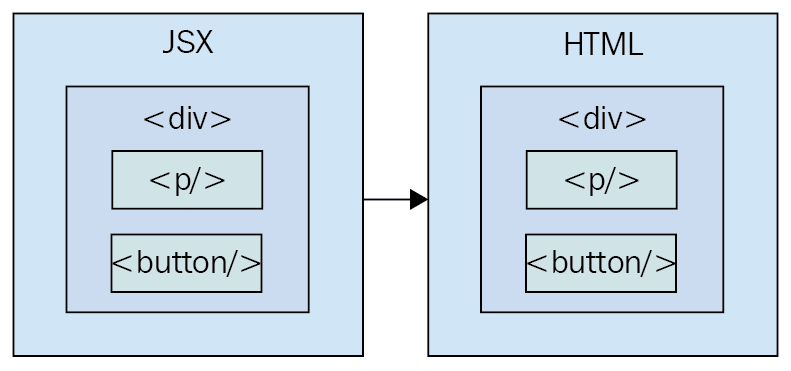 JSX
<div>
<p/>
<button/>
HTML
<div>
<p/>
<button/>